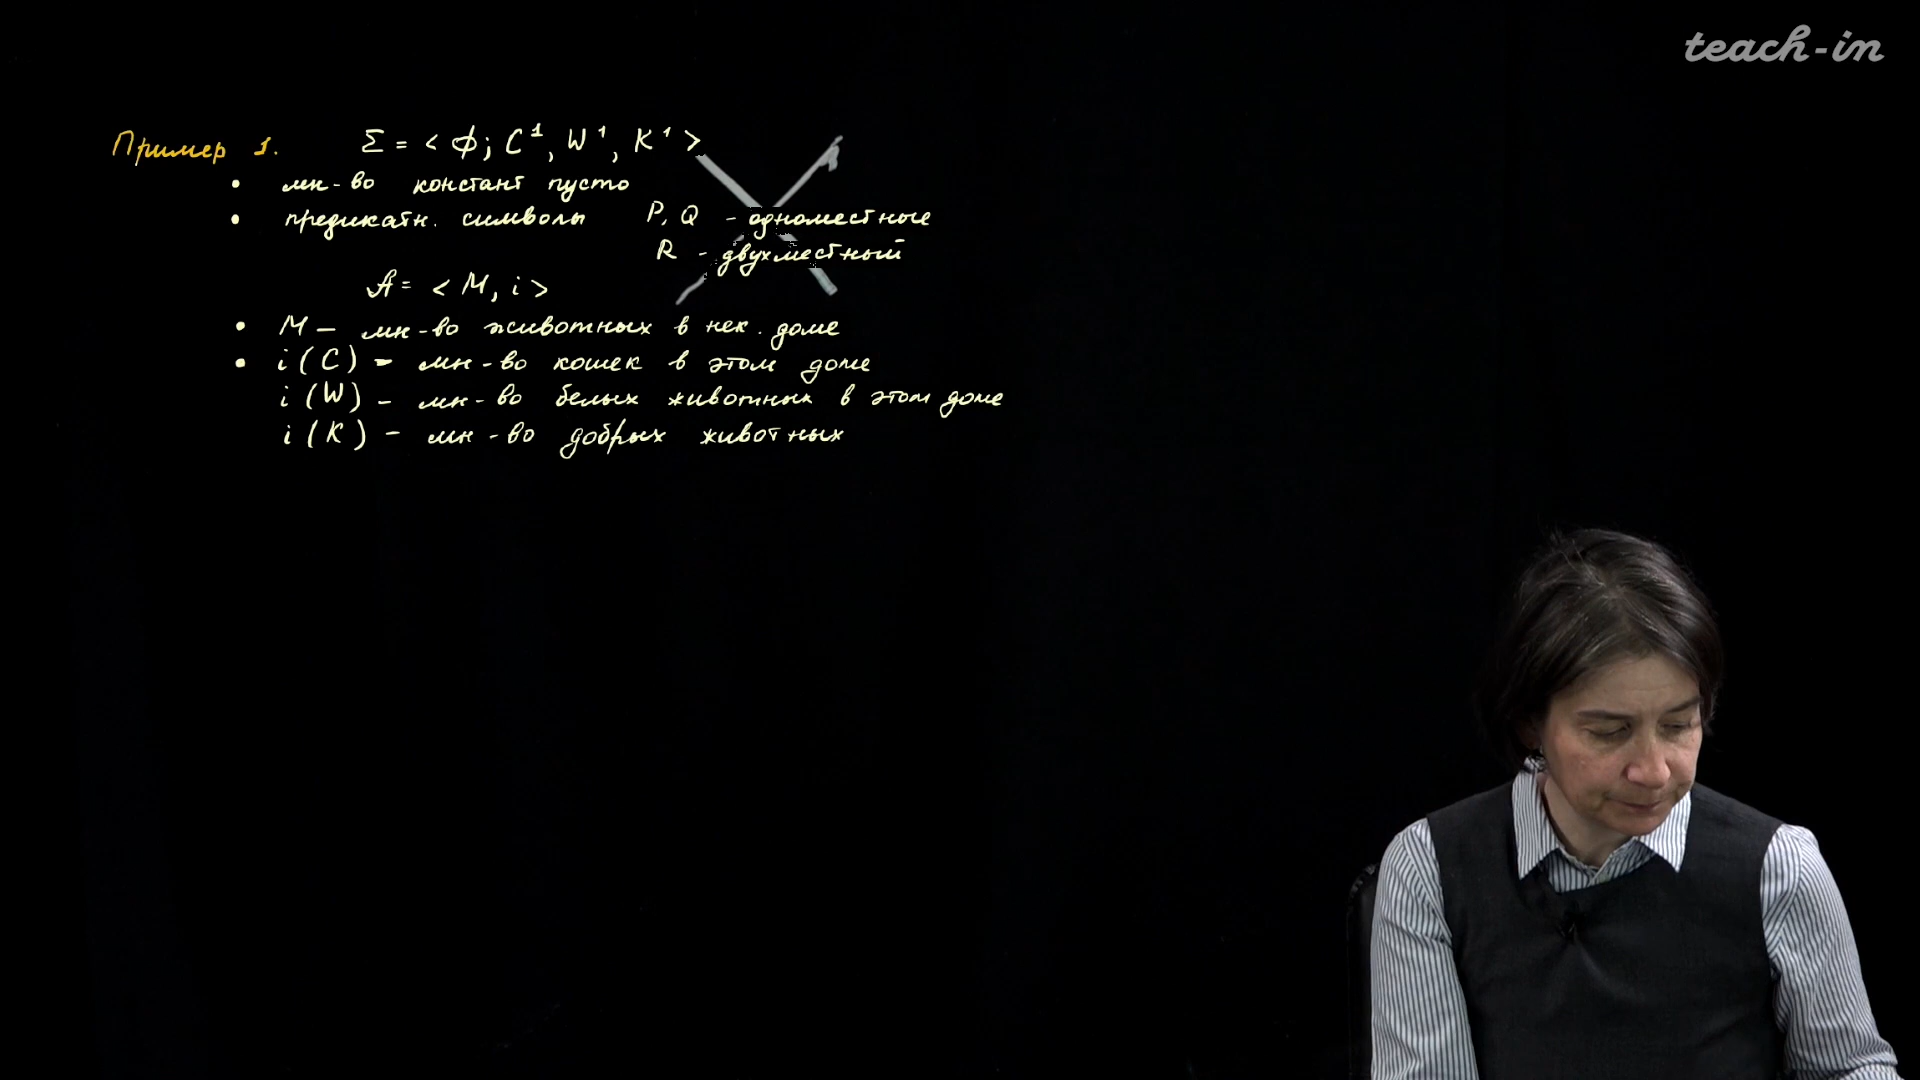 teach-in
Пример 1. Σ = < ∅; C¹, W¹, K¹ >
• мн-во констант пусто
• предикатн. символы P, Q - одноместные
R - двухместный
𝒜 = < M, i >
• M — мн-во животных в нек. доме
• i(C) - мн-во кошек в этом доме
i(W) - мн-во белых животных в этом доме
i(K) - мн-во добрых животных